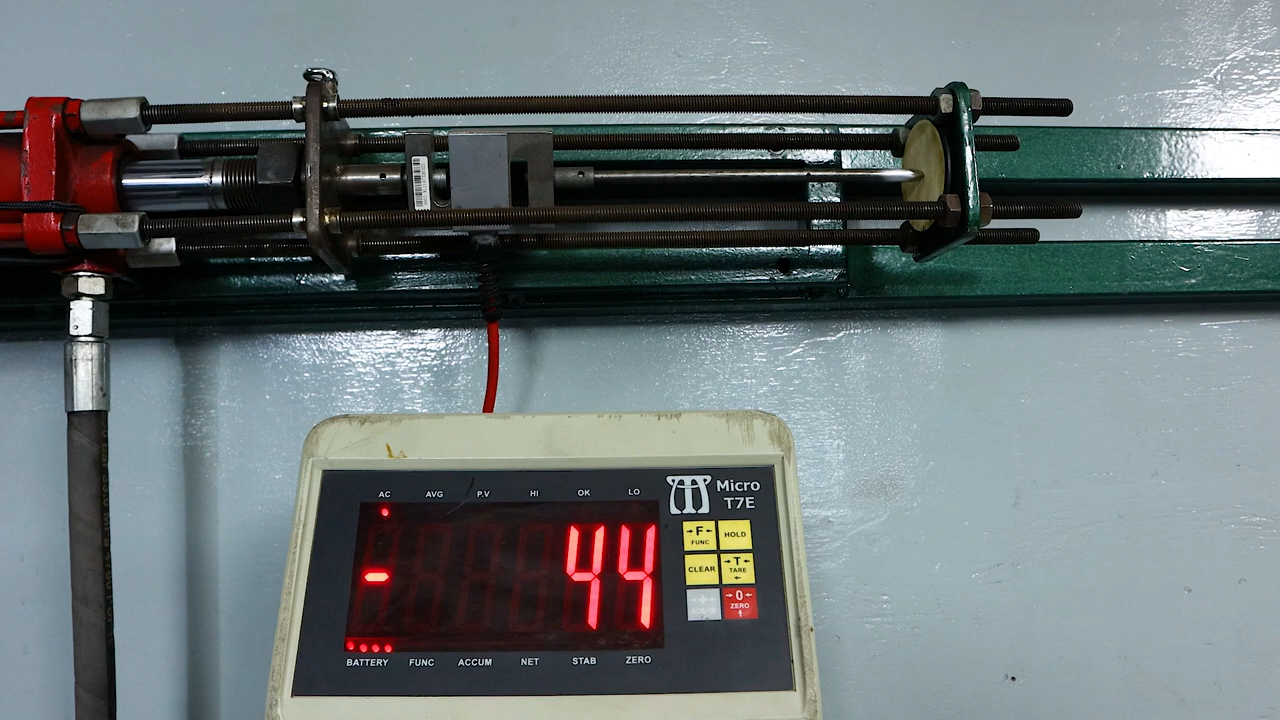 Micro
T7E
AC AVG P.V HI OK LO
-44
F
FUNC
HOLD
CLEAR
T
TARE
0
ZERO
BATTERY FUNC ACCUM NET STAB ZERO